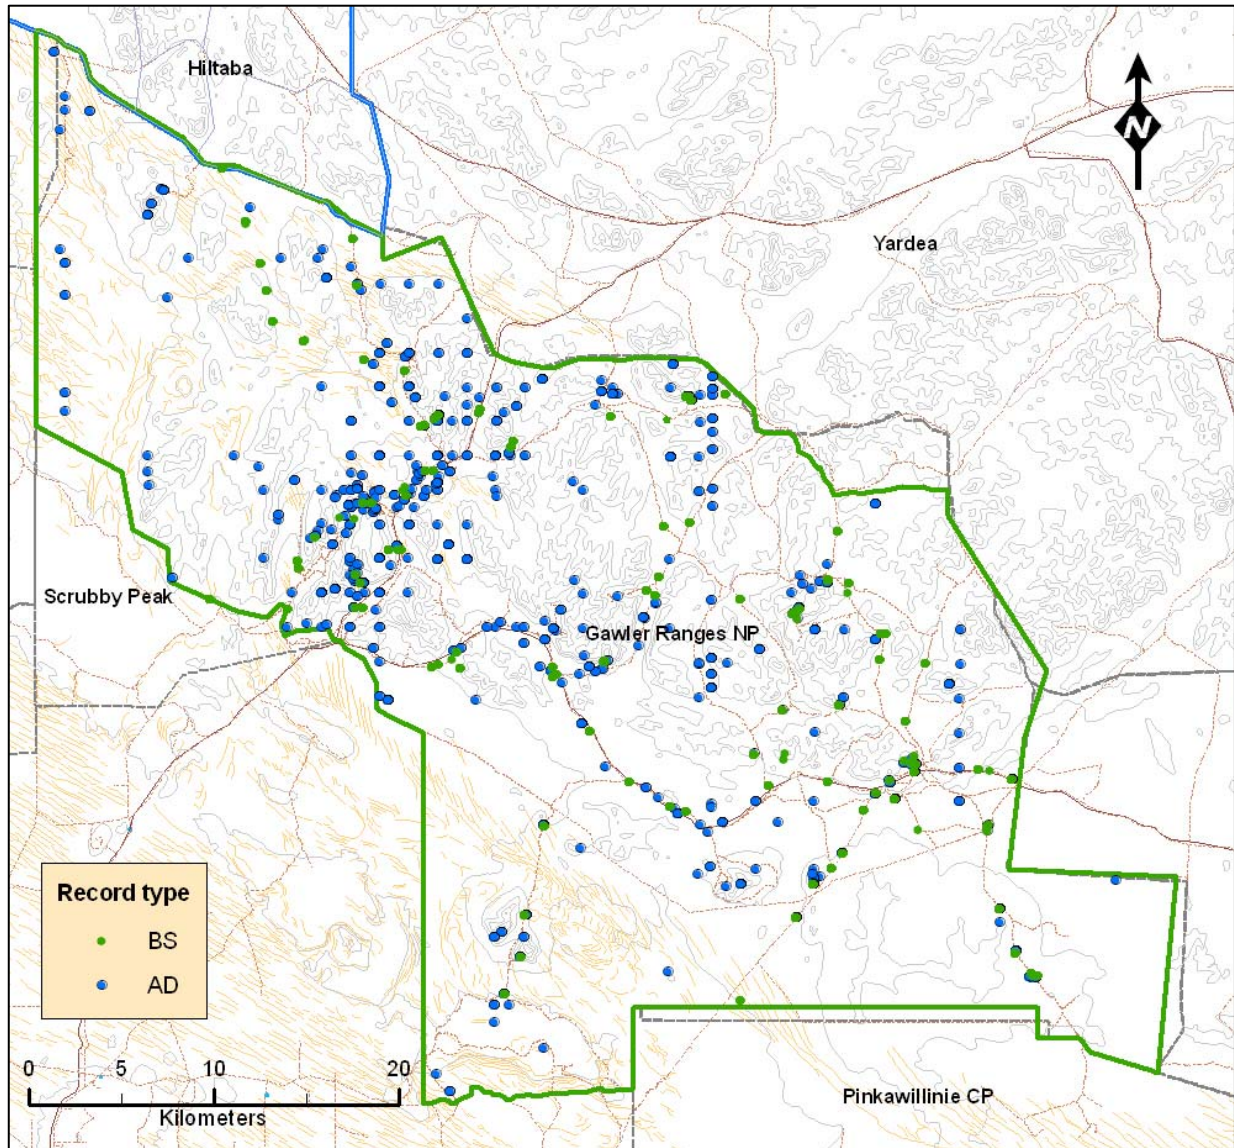 Hiltaba
N
Yardea
Scrubby Peak
Gawler Ranges NP
Record type
BS
AD
0 5 10 20
Kilometers
Pinkawillinie CP